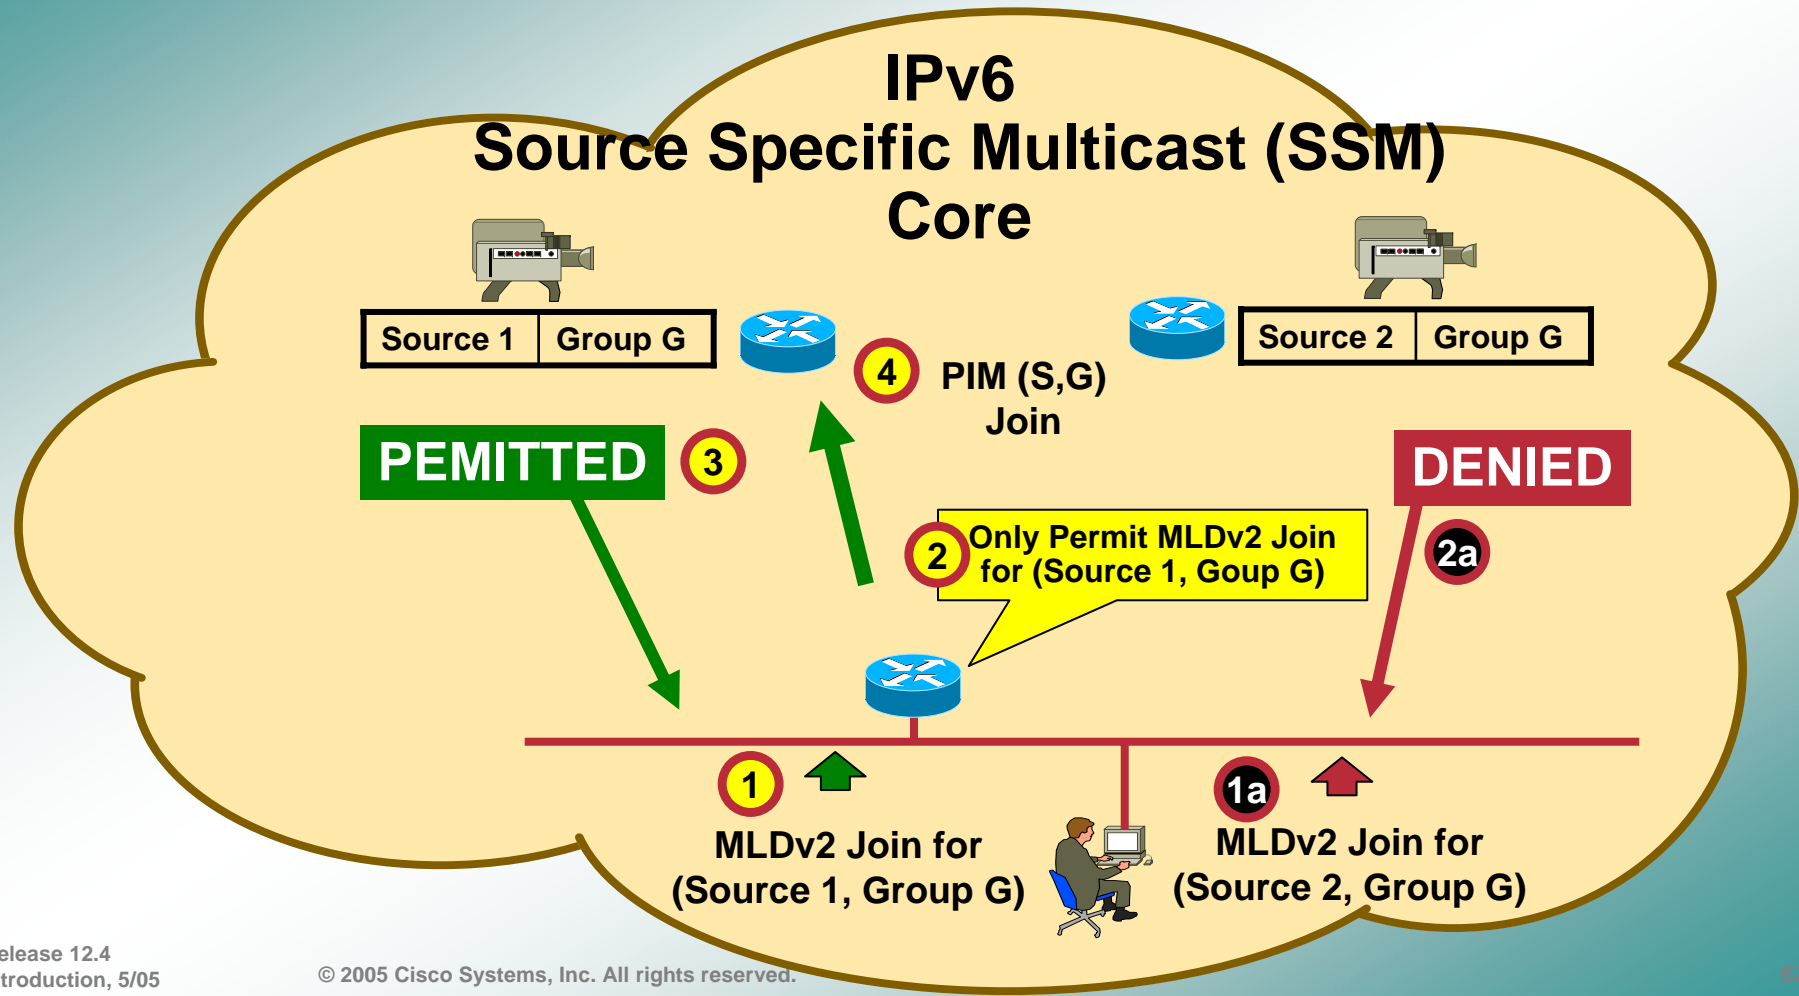 IPv6
Source Specific Multicast (SSM)
Core
Source 1 Group G
Source 2 Group G
4
PIM (S,G)
Join
PEMITTED
3
DENIED
2
Only Permit MLDv2 Join
for (Source 1, Goup G)
2a
1
MLDv2 Join for
(Source 1, Group G)
1a
MLDv2 Join for
(Source 2, Group G)
elease 12.4
troduction, 5/05
© 2005 Cisco Systems, Inc. All rights reserved.